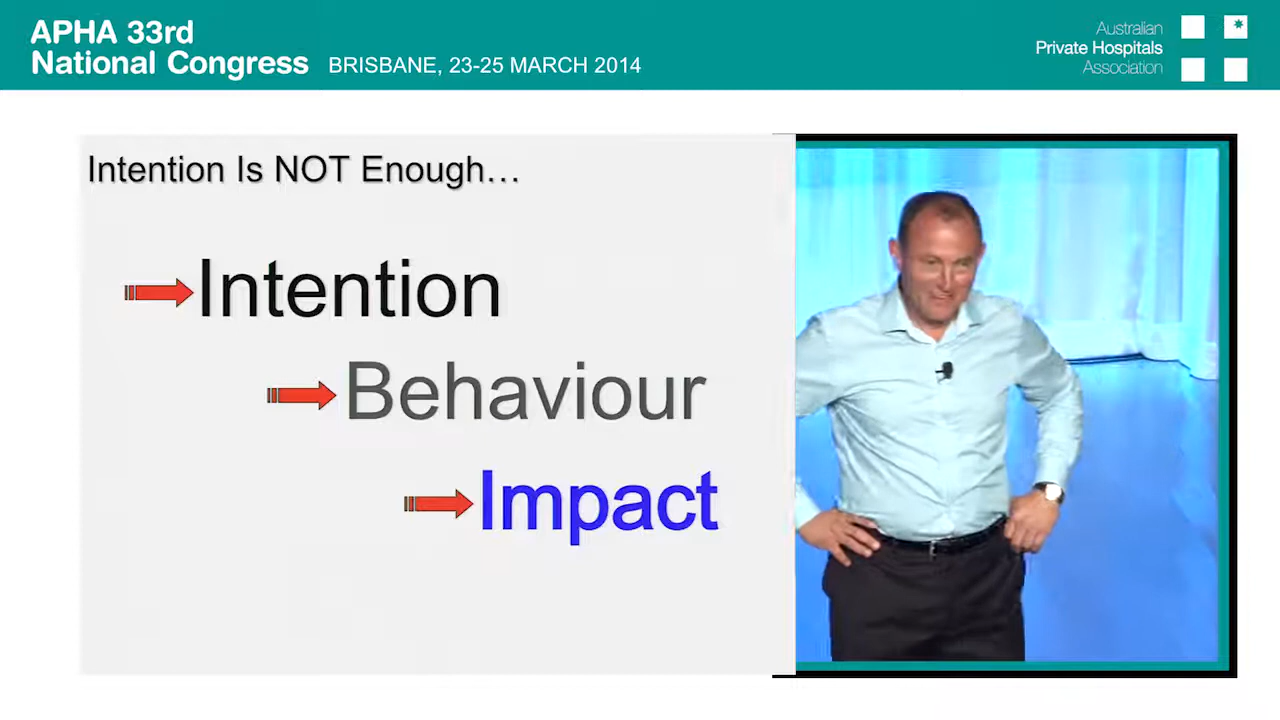 APHA 33rd
National Congress BRISBANE, 23-25 MARCH 2014
Australian
Private Hospitals
Association
Intention Is NOT Enough…
Intention
Behaviour
Impact